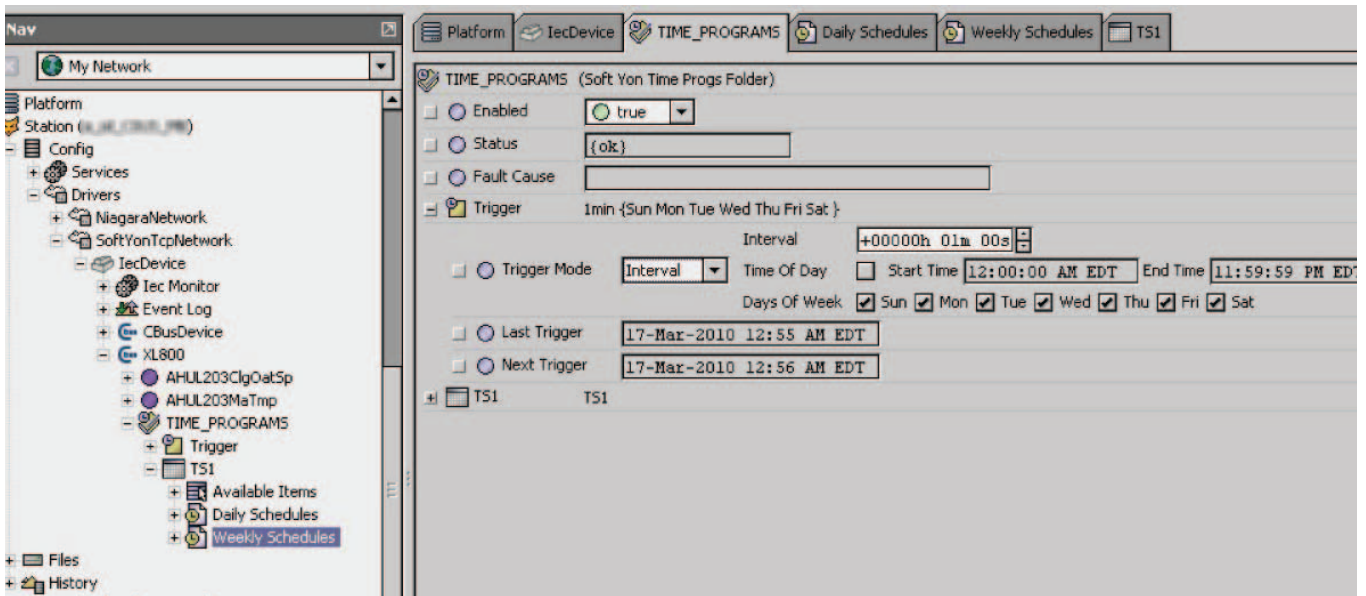 Nav
My Network
Platform
Station (
Config
Services
Drivers
NiagaraNetwork
SoftYonTcpNetwork
IecDevice
Iec Monitor
Event Log
CBusDevice
XL800
AHUL203ClgOatSp
AHUL203MaTmp
TIME_PROGRAMS
Trigger
TS1
Available Items
Daily Schedules
Weekly Schedules
Files
History
Platform IecDevice TIME_PROGRAMS Daily Schedules Weekly Schedules TS1
TIME_PROGRAMS (Soft Yon Time Progs Folder)
Enabled true
Status {ok}
Fault Cause
Trigger 1min {Sun Mon Tue Wed Thu Fri Sat }
Interval +00000h 01m 00s
Trigger Mode Interval Time Of Day Start Time 12:00:00 AM EDT End Time 11:59:59 PM EDT
Days Of Week Sun Mon Tue Wed Thu Fri Sat
Last Trigger 17-Mar-2010 12:55 AM EDT
Next Trigger 17-Mar-2010 12:56 AM EDT
TS1 TS1